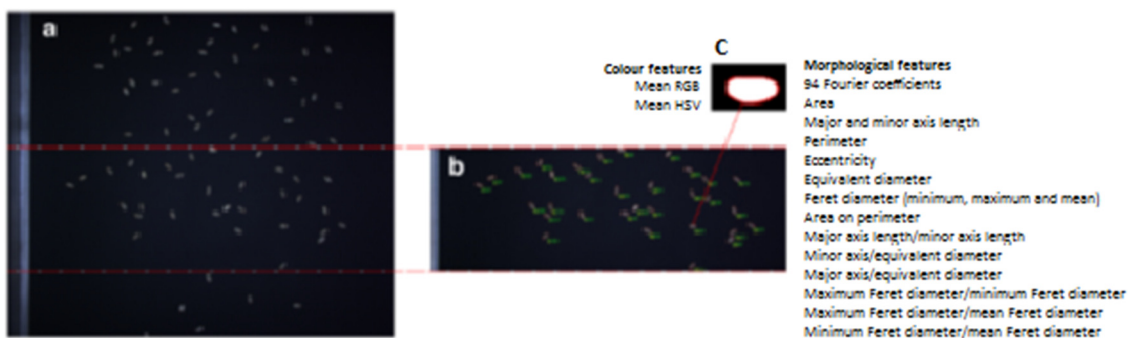 a
b
C
Colour features
Mean RGB
Mean HSV
Morphological features
94 Fourier coefficients
Area
Major and minor axis length
Perimeter
Eccentricity
Equivalent diameter
Feret diameter (minimum, maximum and mean)
Area on perimeter
Major axis length/minor axis length
Minor axis/equivalent diameter
Major axis/equivalent diameter
Maximum Feret diameter/minimum Feret diameter
Maximum Feret diameter/mean Feret diameter
Minimum Feret diameter/mean Feret diameter